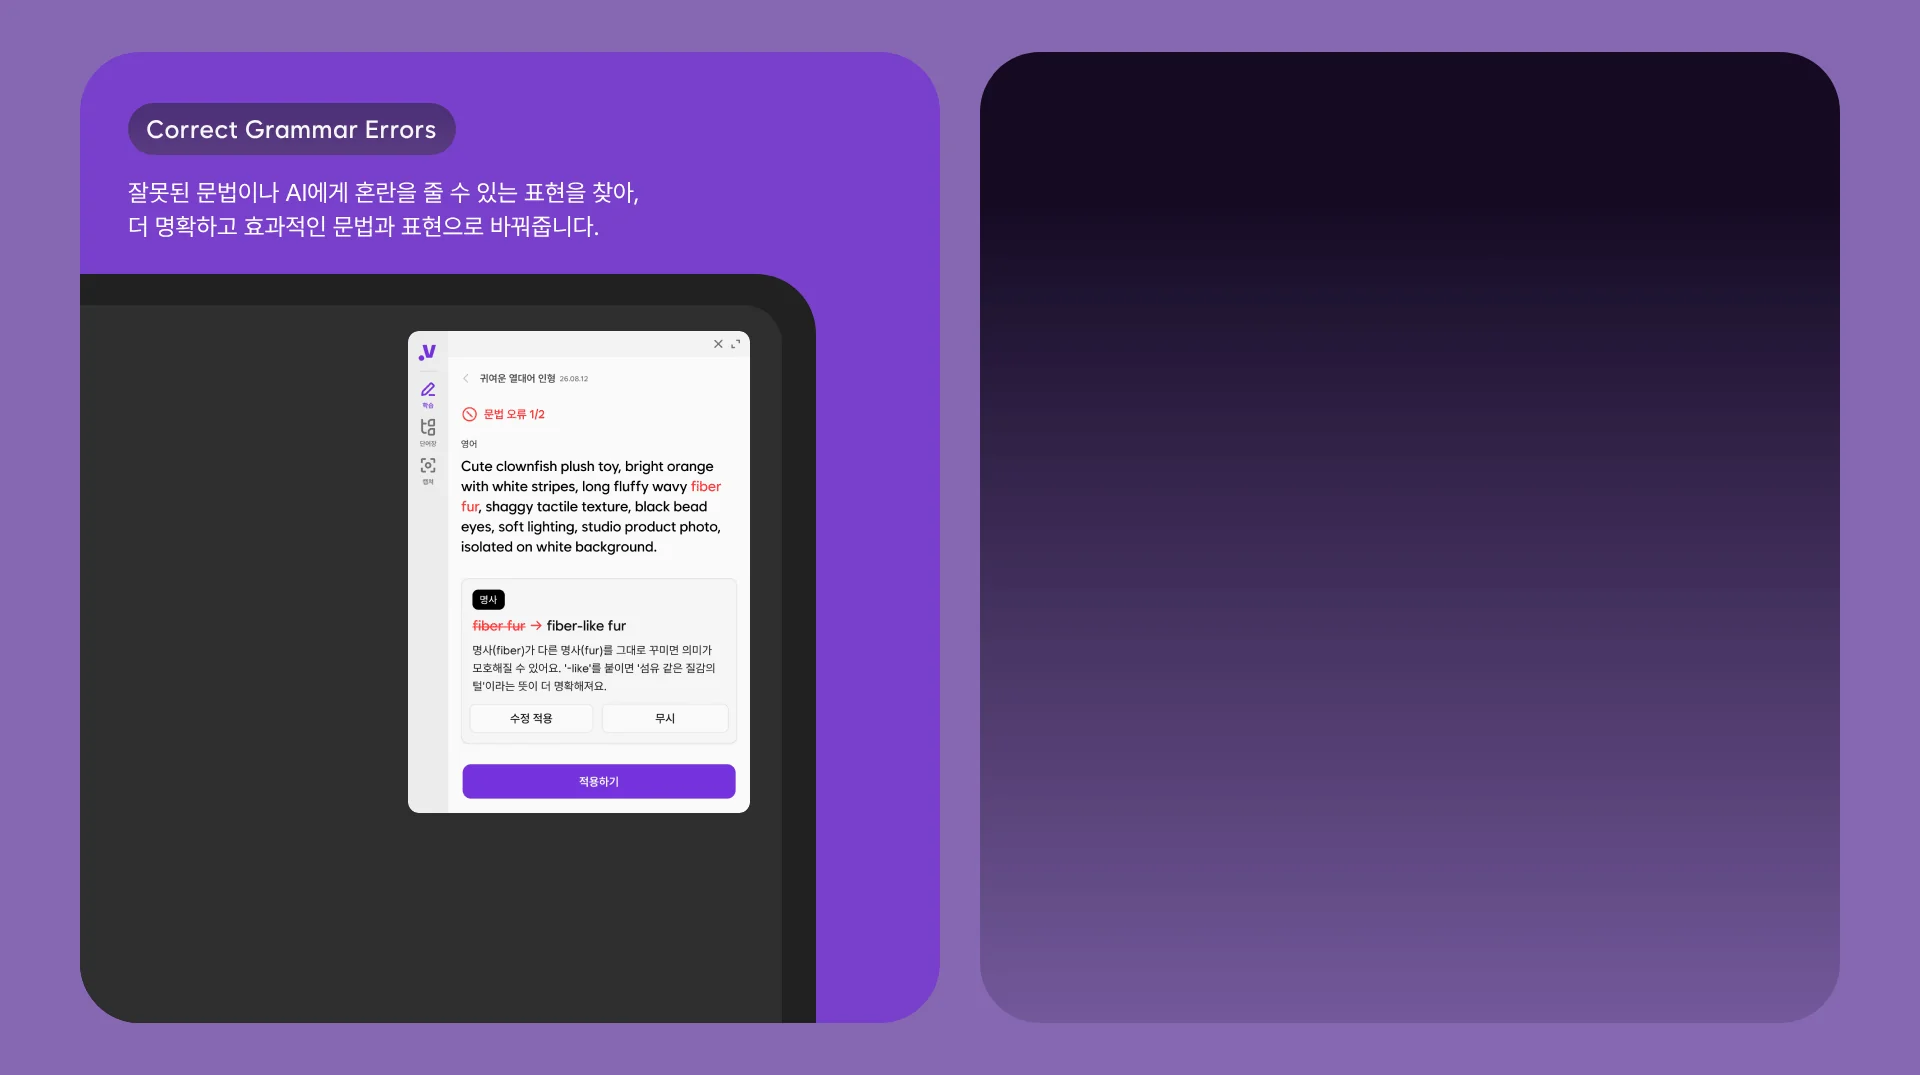 Correct Grammar Errors
잘못된 문법이나 AI에게 혼란을 줄 수 있는 표현을 찾아,
더 명확하고 효과적인 문법과 표현으로 바꿔줍니다.
.V
귀여운 열대어 인형 26.08.12
학습
문법 오류 1/2
단어장
영어
캡처
Cute clownfish plush toy, bright orange
with white stripes, long fluffy wavy fiber
fur, shaggy tactile texture, black bead
eyes, soft lighting, studio product photo,
isolated on white background.
명사
fiber fur → fiber-like fur
명사(fiber)가 다른 명사(fur)를 그대로 꾸미면 의미가
모호해질 수 있어요. '-like'를 붙이면 '섬유 같은 질감의
털'이라는 뜻이 더 명확해져요.
수정 적용 무시
적용하기